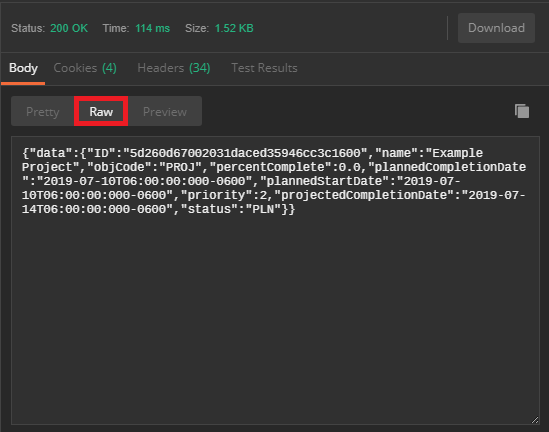 Status: 200 OK Time: 114 ms Size: 1.52 KB Download
Body Cookies (4) Headers (34) Test Results
Pretty Raw Preview
{"data":{"ID":"5d260d67002031daced35946cc3c1600","name":"Example
Project","objCode":"PROJ","percentComplete":0.0,"plannedCompletionDate
":"2019-07-10T06:00:00:000-0600","plannedStartDate":"2019-07-
10T06:00:00:000-0600","priority":2,"projectedCompletionDate":"2019-07-
14T06:00:00:000-0600","status":"PLN"}}